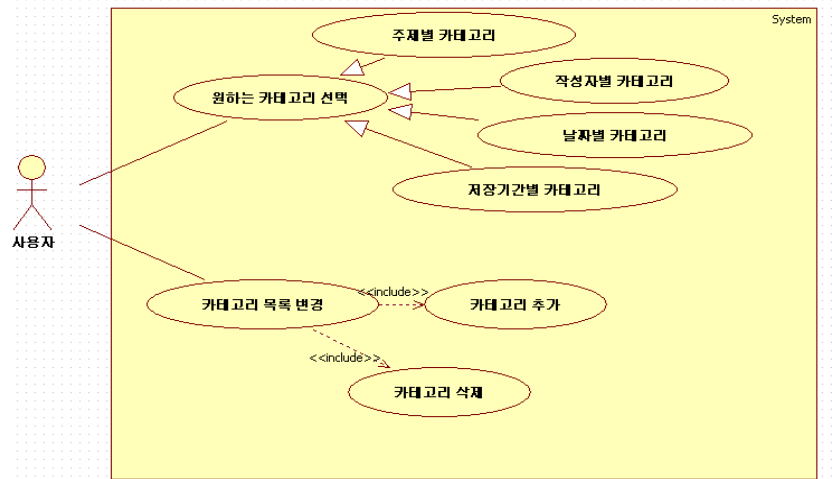 System
주제별 카테고리
작성자별 카테고리
원하는 카테고리 선택
날짜별 카테고리
저장기간별 카테고리
사용자
<<include>>
카테고리 목록 변경
카테고리 추가
<<include>>
카테고리 삭제